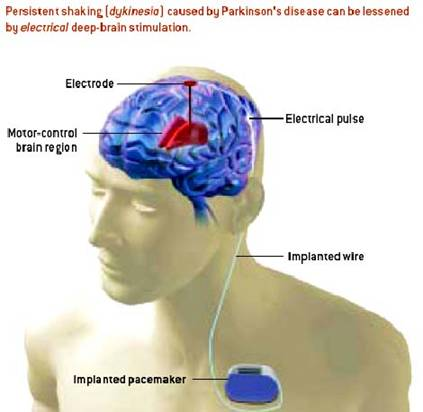 Persistent shaking (dykinesia) caused by Parkinson's disease can be lessened
by electrical deep-brain stimulation.
Electrode
Electrical pulse
Motor-control
brain region
Implanted wire
Implanted pacemaker